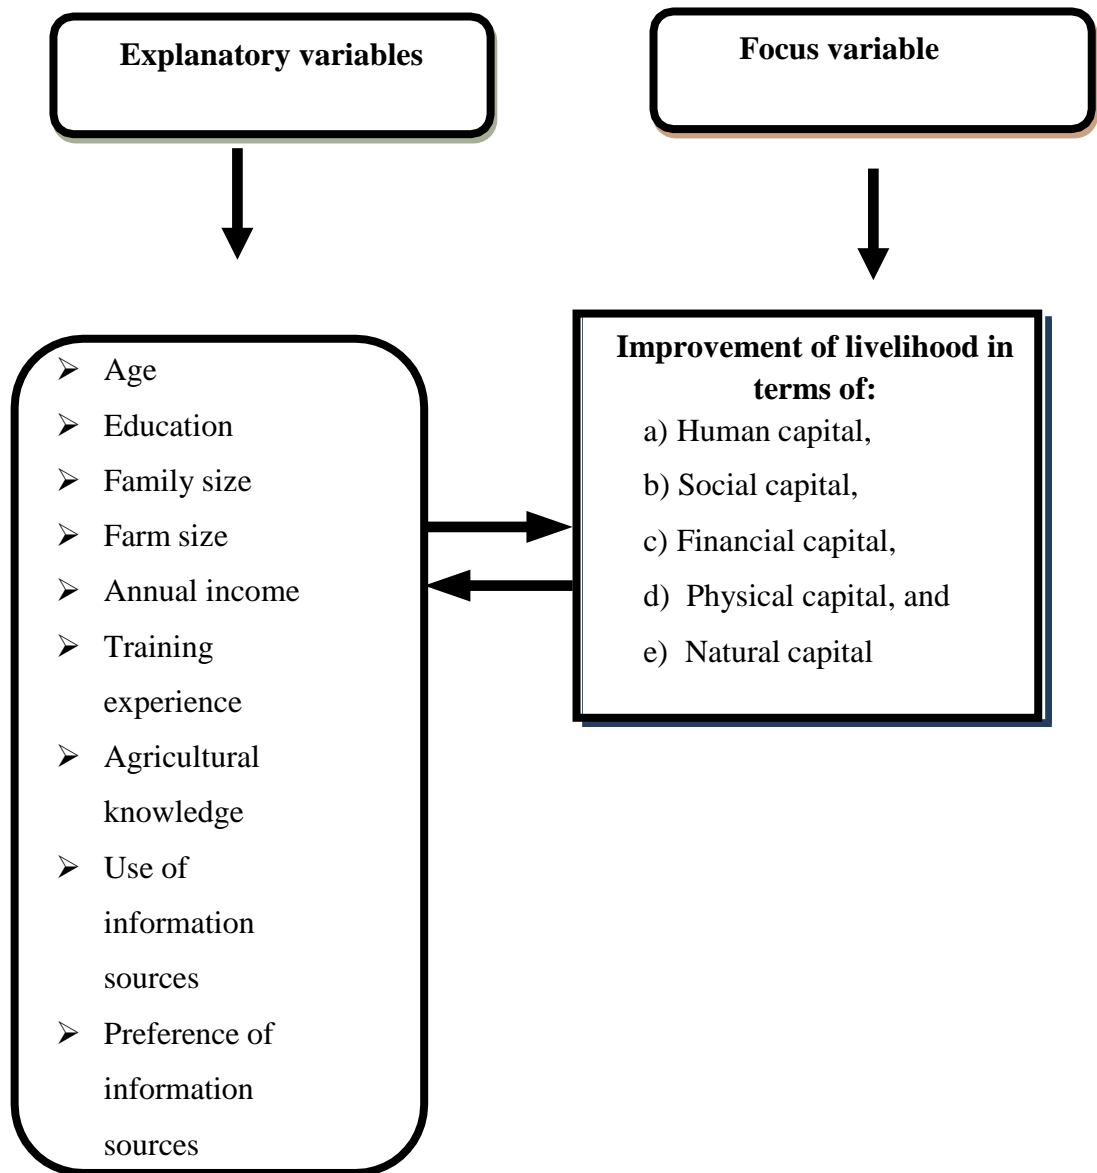 Explanatory variables
Focus variable
➢ Age
➢ Education
➢ Family size
➢ Farm size
➢ Annual income
➢ Training
experience
➢ Agricultural
knowledge
➢ Use of
information
sources
➢ Preference of
information
sources
Improvement of livelihood in
terms of:
a) Human capital,
b) Social capital,
c) Financial capital,
d) Physical capital, and
e) Natural capital